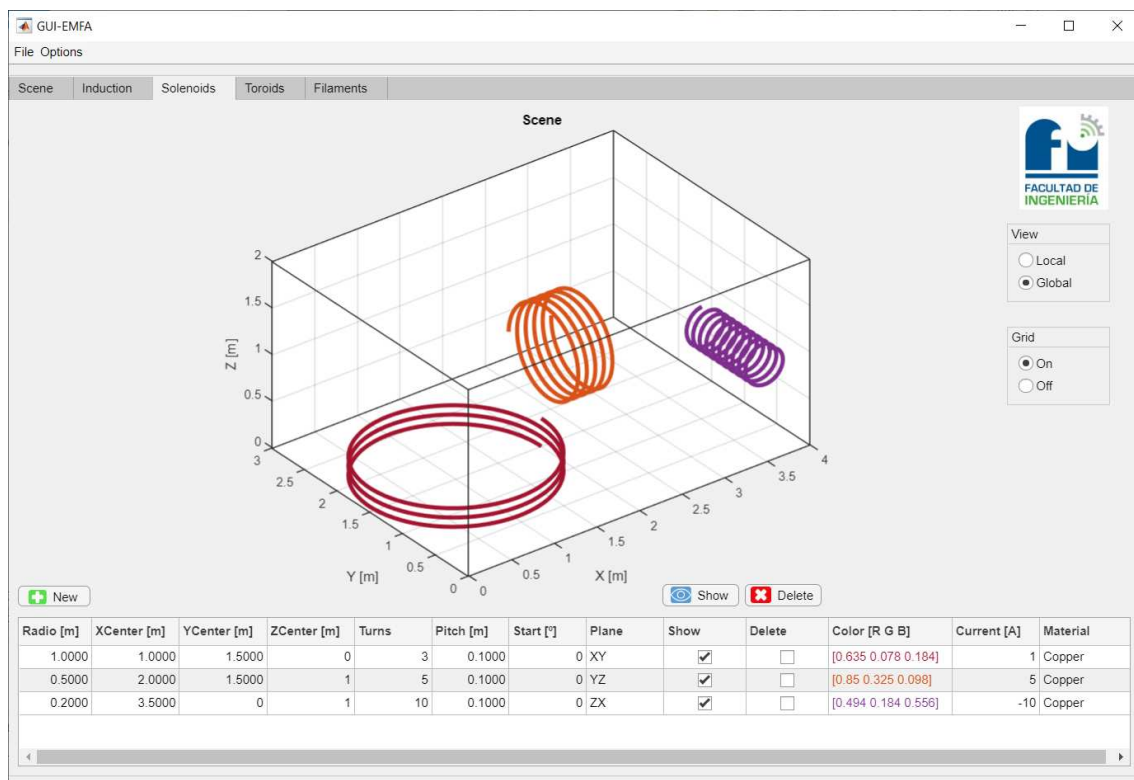 GUI-EMFA
File Options
Scene Induction Solenoids Toroids Filaments
Scene
FACULTAD DE
INGENIERÍA
View
Local
Global
Grid
On
Off
Z [m]
2
1.5
1
0.5
0
Y [m]
3
2.5
2
1.5
1
0.5
0
X [m]
0
0.5
1
1.5
2
2.5
3
3.5
4
New
Show Delete
Radio [m] XCenter [m] YCenter [m] ZCenter [m] Turns Pitch [m] Start [º] Plane Show Delete Color [R G B] Current [A] Material
1.0000 1.0000 1.5000 0 3 0.1000 0 XY [0.635 0.078 0.184] 1 Copper
0.5000 2.0000 1.5000 1 5 0.1000 0 YZ [0.85 0.325 0.098] 5 Copper
0.2000 3.5000 0 1 10 0.1000 0 ZX [0.494 0.184 0.556] -10 Copper